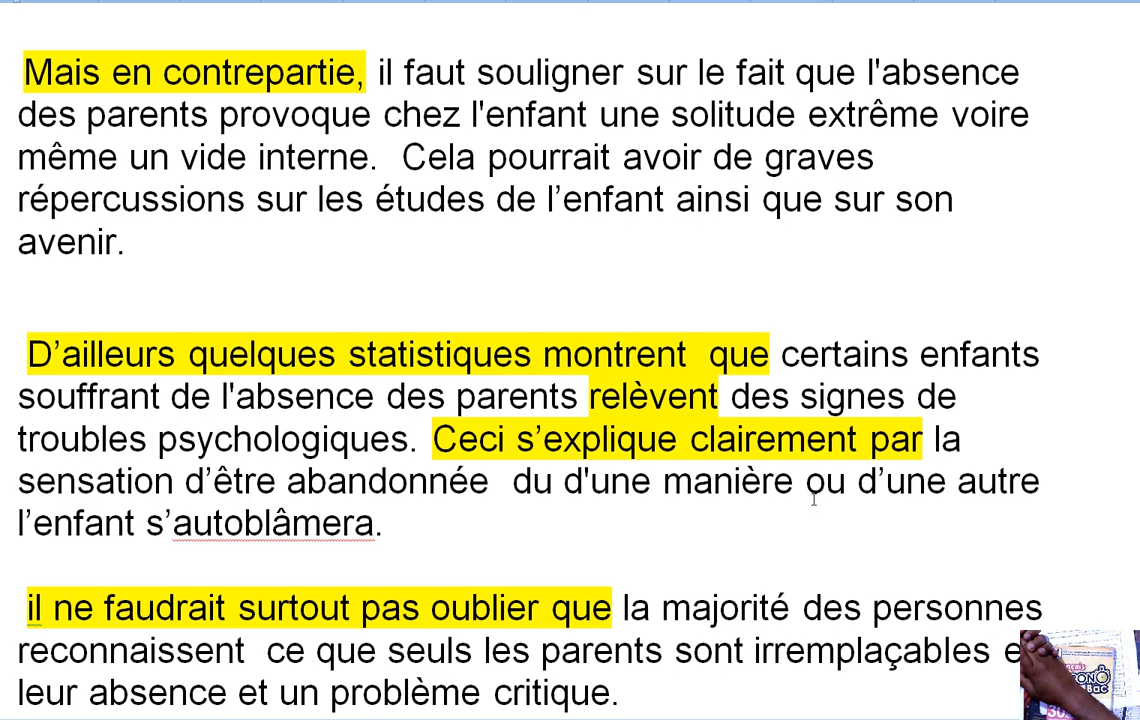 Mais en contrepartie, il faut souligner sur le fait que l'absence
des parents provoque chez l'enfant une solitude extrême voire
même un vide interne.  Cela pourrait avoir de graves
répercussions sur les études de l’enfant ainsi que sur son
avenir.
D’ailleurs quelques statistiques montrent  que certains enfants
souffrant de l'absence des parents relèvent des signes de
troubles psychologiques. Ceci s’explique clairement par la
sensation d’être abandonnée  du d'une manière ou d’une autre
l’enfant s’autoblâmera.
il ne faudrait surtout pas oublier que la majorité des personnes
reconnaissent  ce que seuls les parents sont irremplaçables
leur absence et un problème critique.
Bac